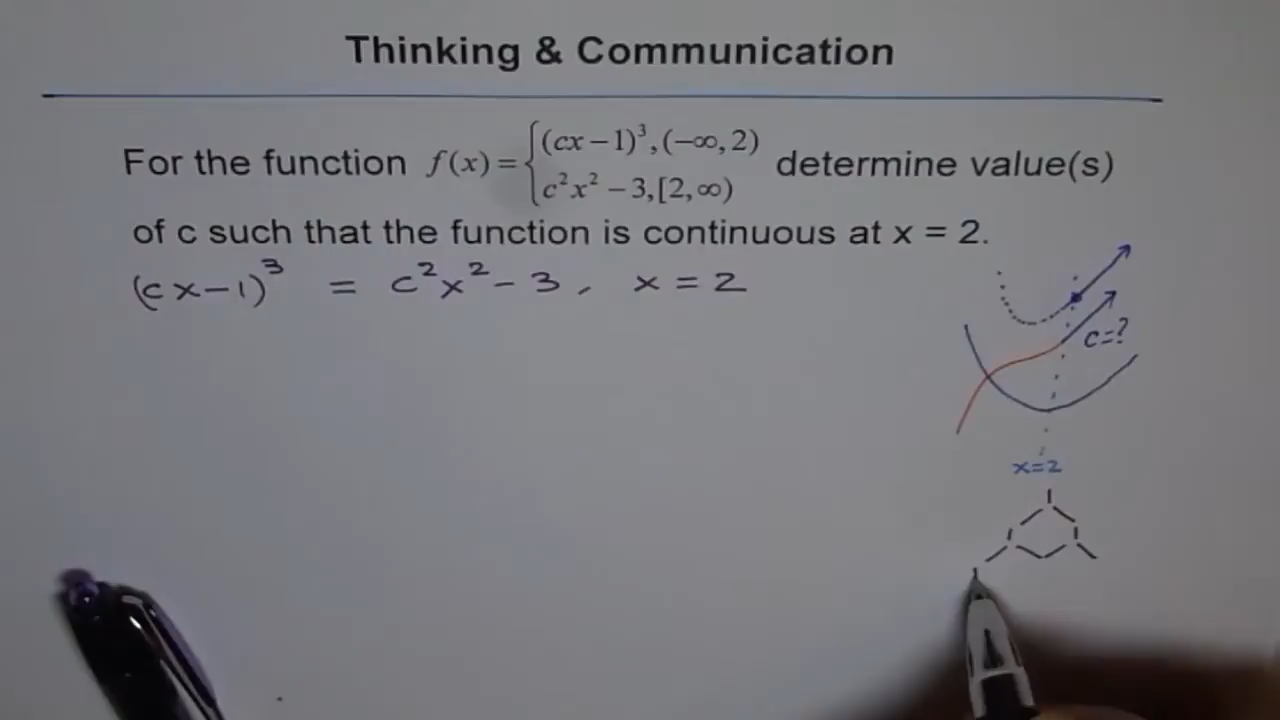 Thinking & Communication
For the function f(x) = { (cx − 1)³, (−∞, 2) determine value(s)
c²x² − 3, [2, ∞)
of c such that the function is continuous at x = 2.
(cx − 1)³ = c²x² − 3, x = 2
c=?
x=2